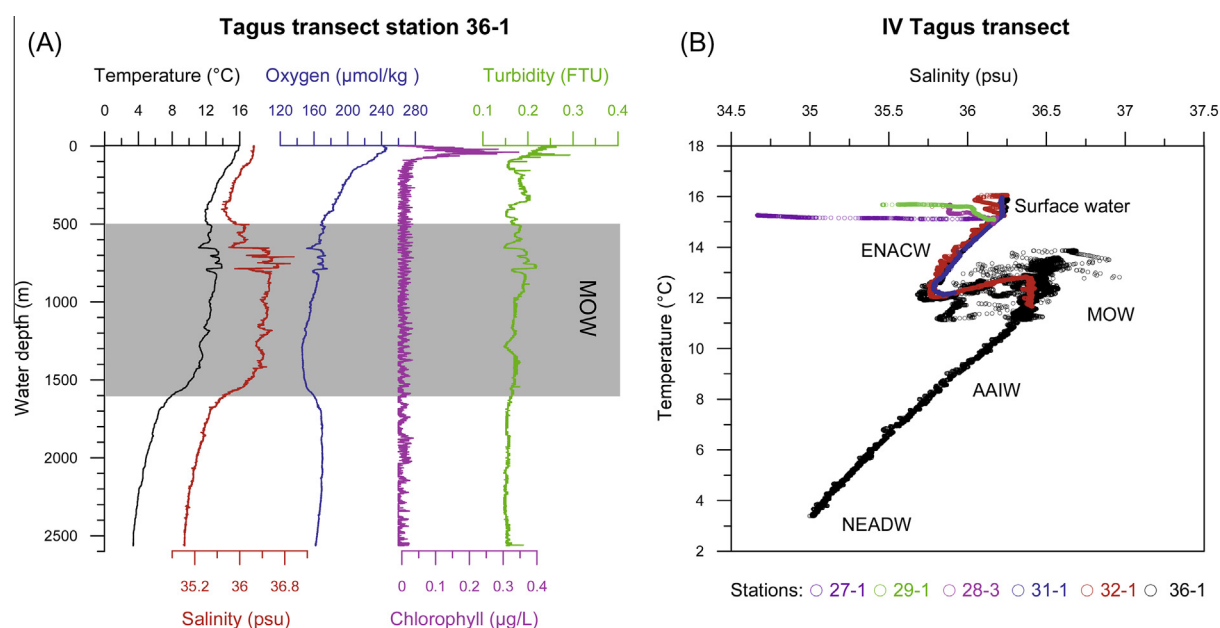 Tagus transect station 36-1
(A)
Temperature (°C)
Oxygen (µmol/kg )
Turbidity (FTU)
0 4 8 12 16
120 160 200 240 280
0.1 0.2 0.3 0.4
0
500
1000
1500
2000
2500
Water depth (m)
MOW
35.2 36 36.8
0 0.1 0.2 0.3 0.4
Salinity (psu)
Chlorophyll (µg/L)
IV Tagus transect
(B)
Salinity (psu)
34.5 35 35.5 36 36.5 37 37.5
18
16
14
12
10
8
6
4
2
Temperature (°C)
Surface water
ENACW
MOW
AAIW
NEADW
Stations: 27-1 29-1 28-3 31-1 32-1 36-1